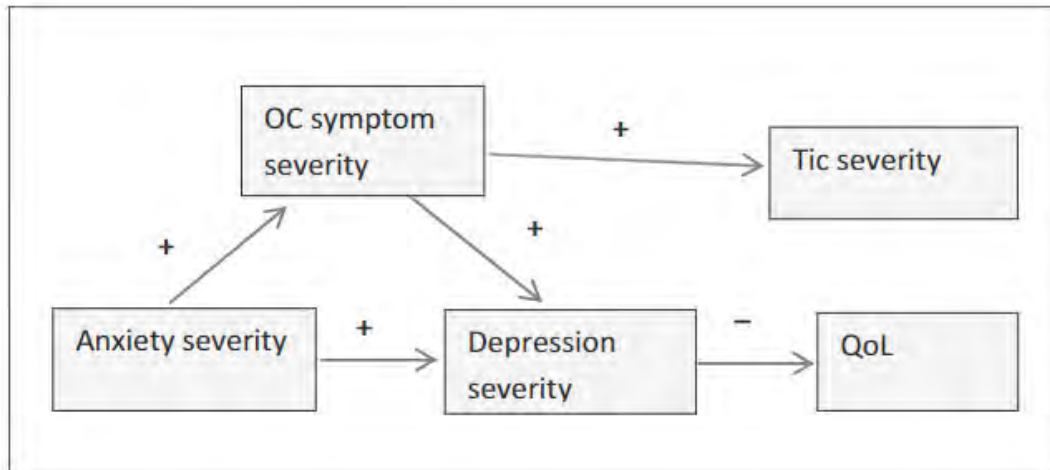 OC symptom
severity
+
Tic severity
+
+
Anxiety severity
+
Depression
severity
–
QoL